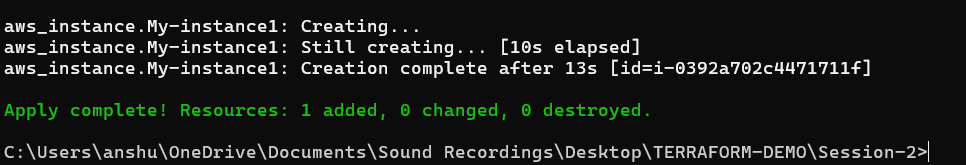 aws_instance.My-instance1: Creating...
aws_instance.My-instance1: Still creating... [10s elapsed]
aws_instance.My-instance1: Creation complete after 13s [id=i-0392a702c4471711f]
Apply complete! Resources: 1 added, 0 changed, 0 destroyed.
C:\Users\anshu\OneDrive\Documents\Sound Recordings\Desktop\TERRAFORM-DEMO\Session-2>